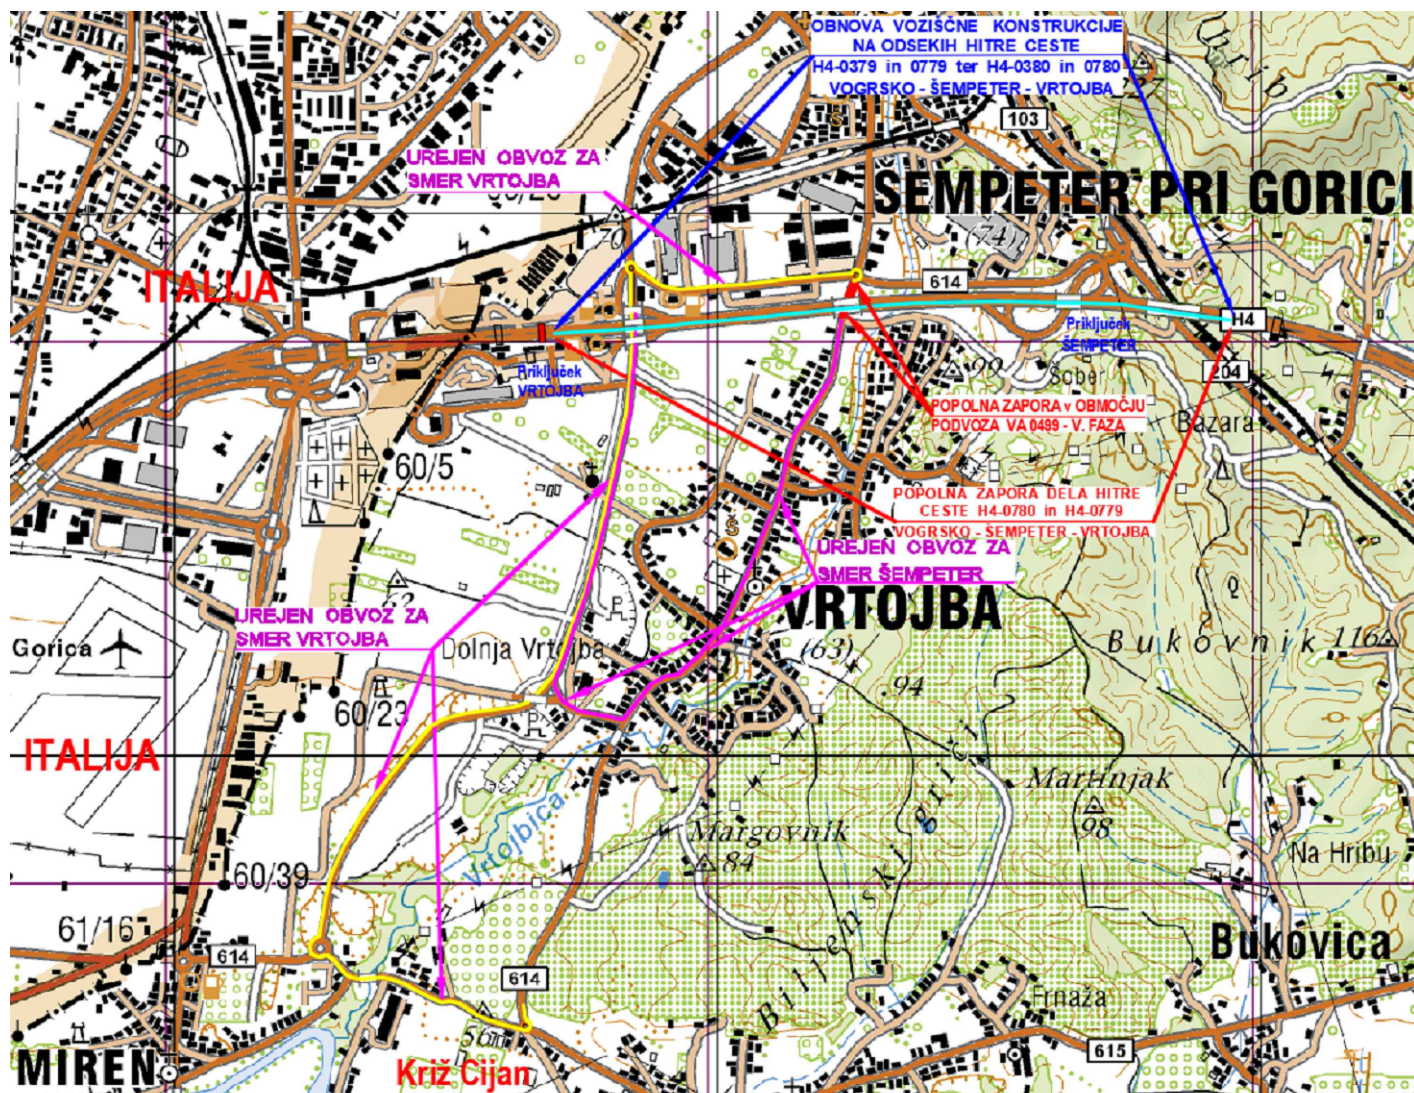 OBNOVA VOZIŠČNE KONSTRUKCIJE
NA ODSEKIH HITRE CESTE
H4-0379 in 0779 ter H4-0380 in 0780
VOGRSKO - ŠEMPETER - VRTOJBA
103
UREJEN OBVOZ ZA
SMER VRTOJBA
ŠEMPETER PRI GORICI
70
74
ITALIJA
614
H4
Priključek
ŠEMPETER
Priključek
VRTOJBA
204
99
Sober
POPOLNA ZAPORA v OBMOČJU
PODVOZA VA 0499 - V. FAZA
Bazara
60/5
POPOLNA ZAPORA DELA HITRE
CESTE H4-0780 in H4-0779
VOGRSKO - ŠEMPETER - VRTOJBA
Š
UREJEN OBVOZ ZA
SMER ŠEMPETER
VRTOJBA
UREJEN OBVOZ ZA
SMER VRTOJBA
Gorica
Dolnja Vrtojba
(63)
Bukovnik 116
94
60/23
ITALIJA
Martinjak
98
Vrtojbica
Margovnik
84
Biljenski griči
Na Hribu
60/39
61/16
614
Bukovica
614
Frnaža
56
615
MIREN
Križ Cijan